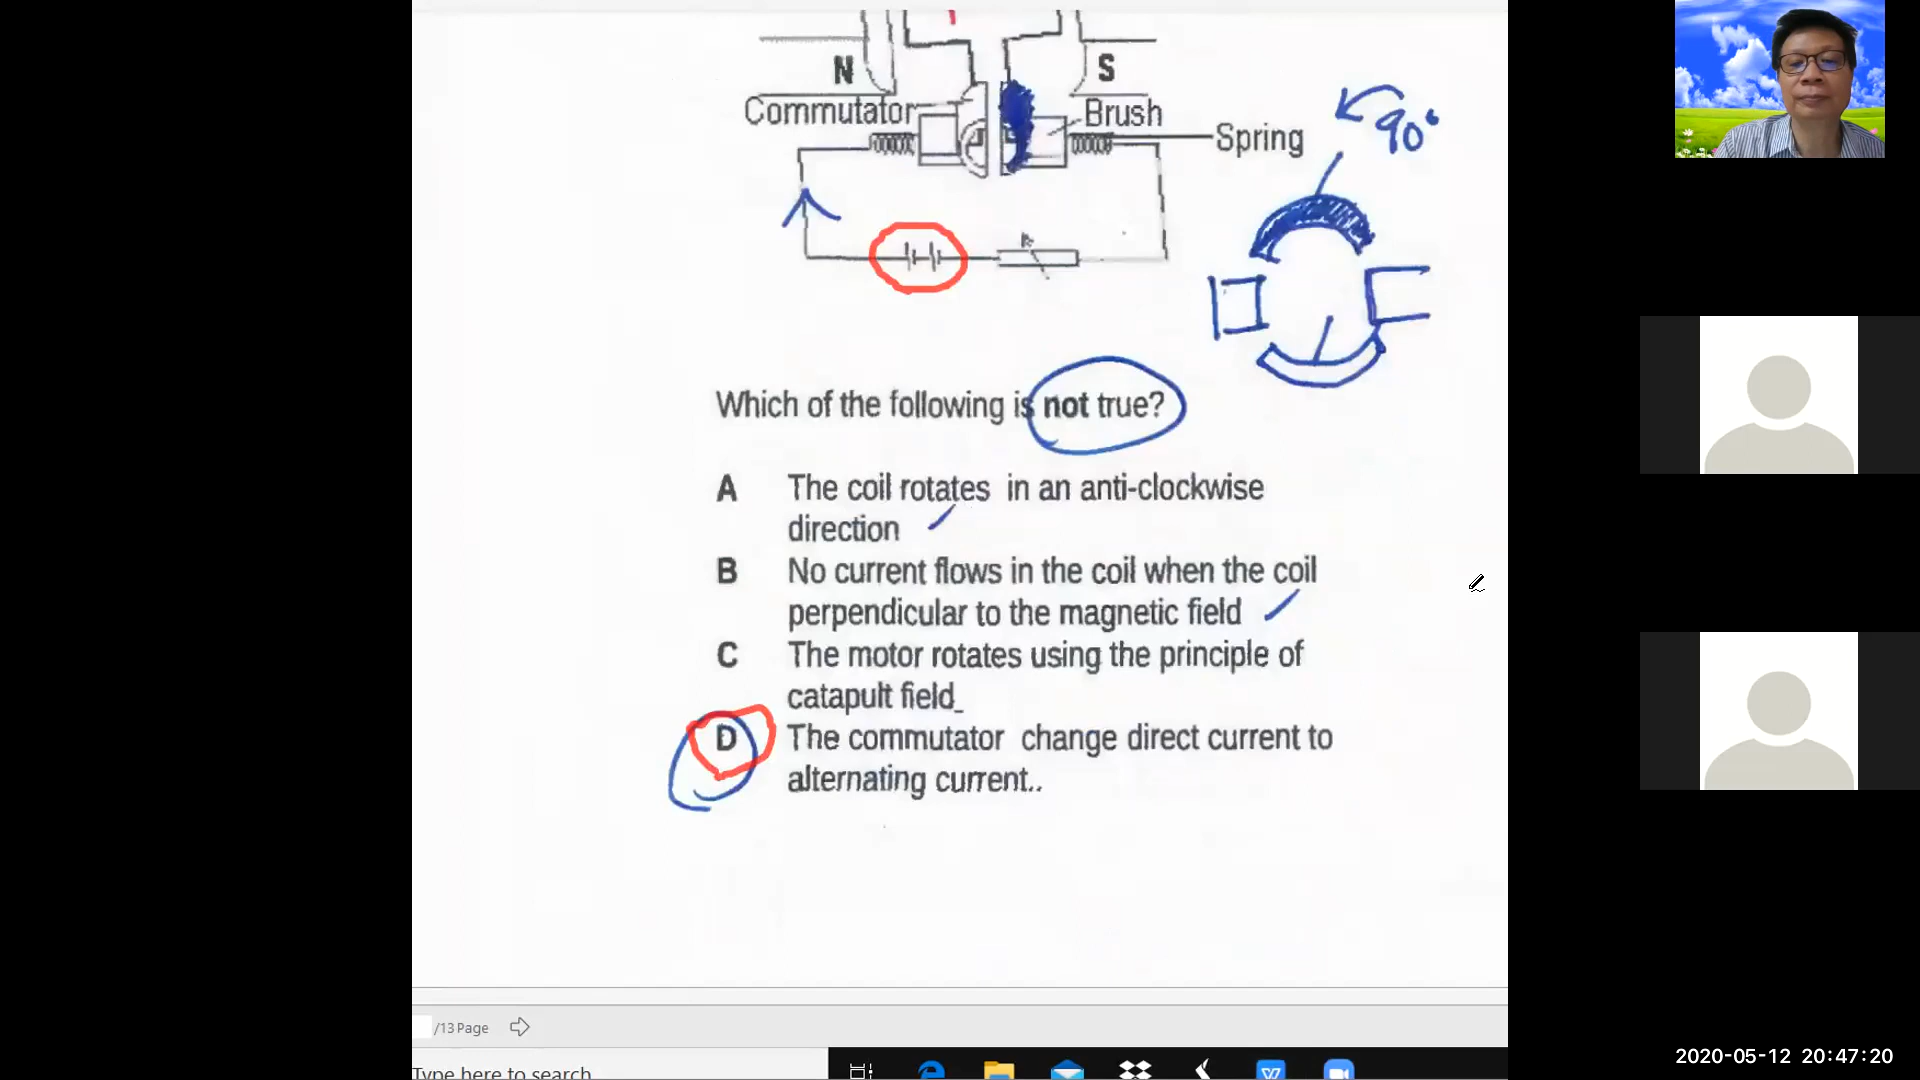 N
S
Commutator
Brush
Spring
90°
Which of the following is not true?
A The coil rotates in an anti-clockwise
direction
B No current flows in the coil when the coil
perpendicular to the magnetic field
C The motor rotates using the principle of
catapult field_
D The commutator change direct current to
alternating current..
/13 Page
Type here to search
2020-05-12 20:47:20